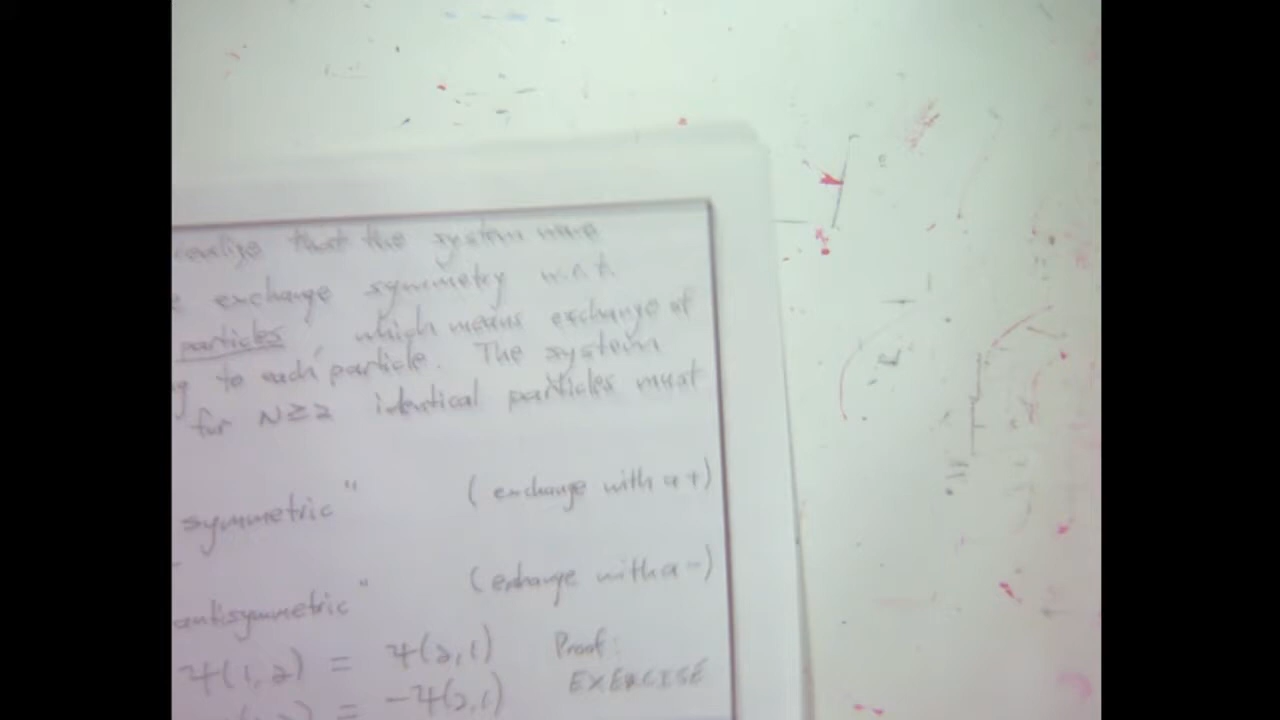 realize that the system
exchange symmetry w.r.t.
particles, which means exchange of
to each particle. The system
for N≥2 identical particles must
symmetric" (exchange with a +)
antisymmetric" (exchange with a -)
Ψ(1,2) = Ψ(2,1) Proof:
EXERCISE
= -Ψ(2,1)